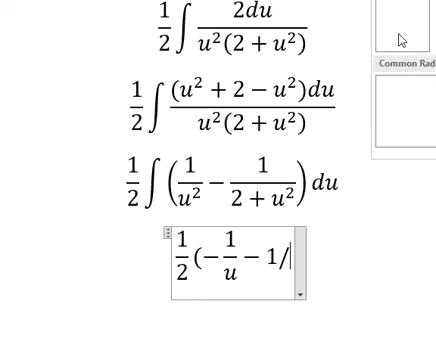 1/2 ∫ 2du / u²(2 + u²)
1/2 ∫ (u² + 2 − u²)du / u²(2 + u²)
Common Rad
1/2 ∫ (1/u² − 1/(2 + u²)) du
1/2 (− 1/u − 1/